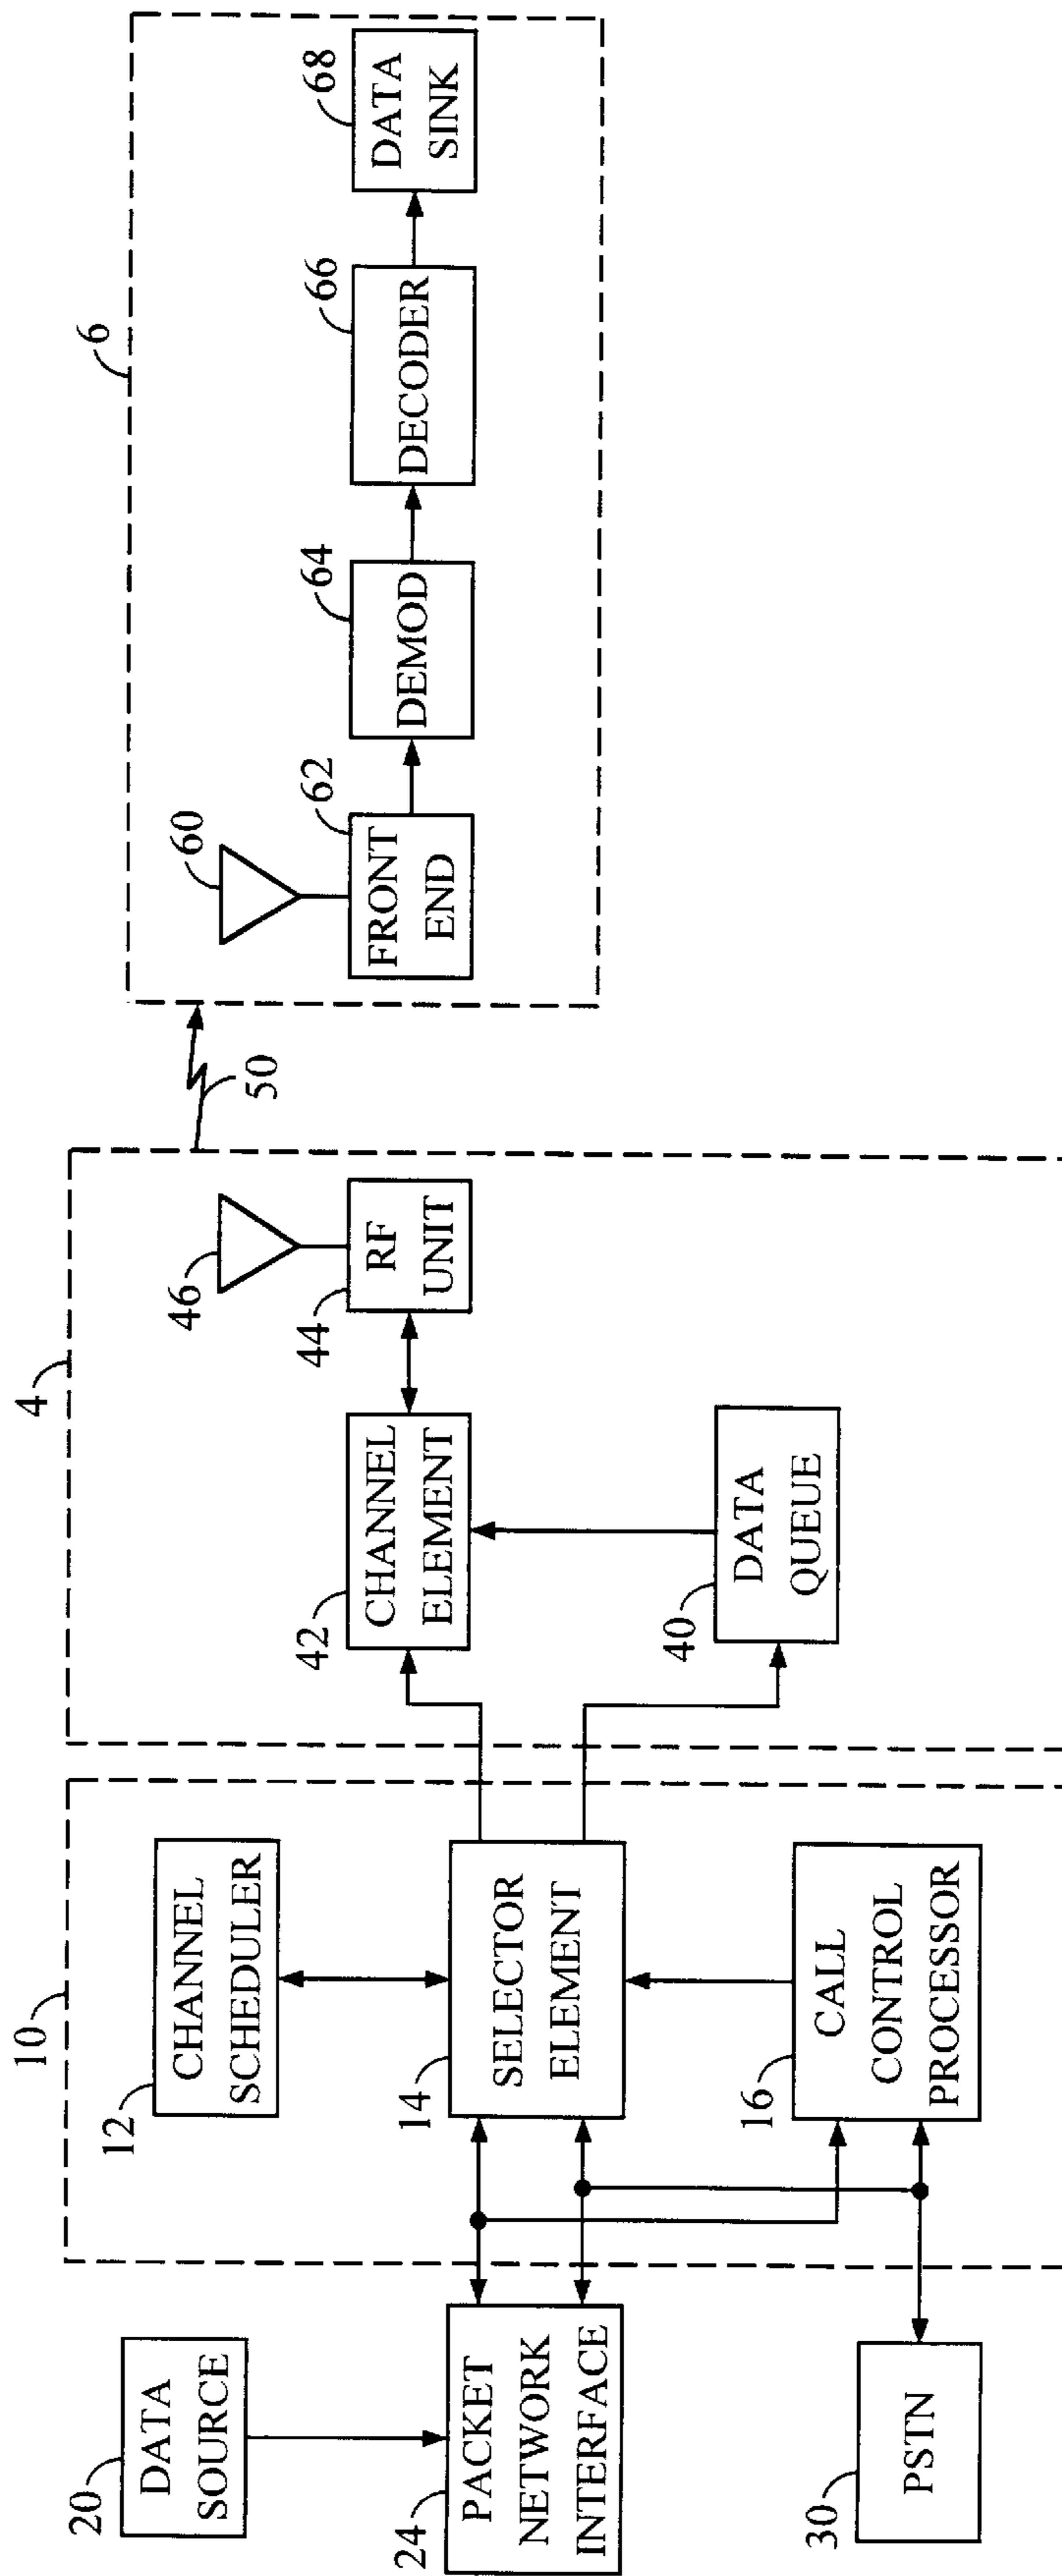 10
4
6
20
DATA
SOURCE
12
CHANNEL
SCHEDULER
46
60
50
24
PACKET
NETWORK
INTERFACE
14
SELECTOR
ELEMENT
42
CHANNEL
ELEMENT
44
RF
UNIT
62
FRONT
END
64
DEMOD
66
DECODER
68
DATA
SINK
30
PSTN
16
CALL
CONTROL
PROCESSOR
40
DATA
QUEUE